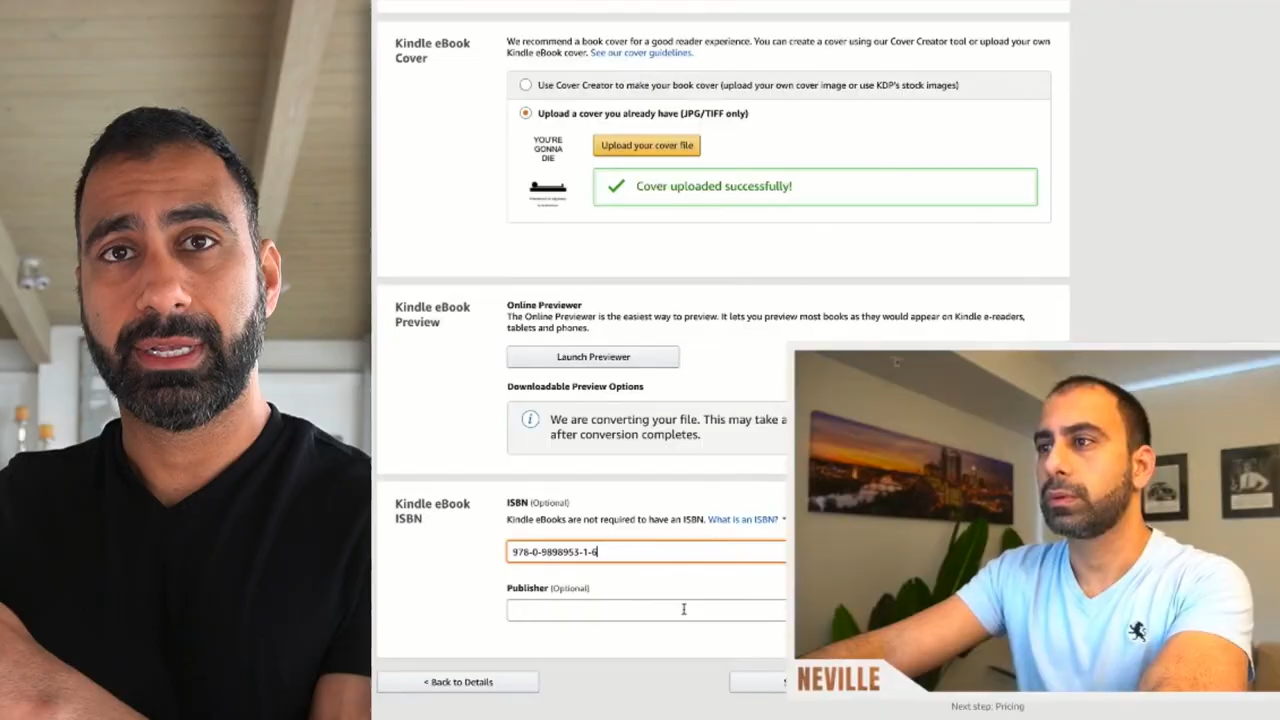 Kindle eBook
Cover
We recommend a book cover for a good reader experience. You can create a cover using our Cover Creator tool or upload your own
Kindle eBook cover. See our cover guidelines.
Use Cover Creator to make your book cover (upload your own cover image or use KDP's stock images)
Upload a cover you already have (JPG/TIFF only)
YOU'RE
GONNA
DIE
Upload your cover file
Cover uploaded successfully!
Kindle eBook
Preview
Online Previewer
The Online Previewer is the easiest way to preview. It lets you preview most books as they would appear on Kindle e-readers,
tablets and phones.
Launch Previewer
Downloadable Preview Options
We are converting your file. This may take a
after conversion completes.
Kindle eBook
ISBN
ISBN (Optional)
Kindle eBooks are not required to have an ISBN. What is an ISBN?
978-0-9898953-1-6
Publisher (Optional)
< Back to Details
NEVILLE
Next step: Pricing